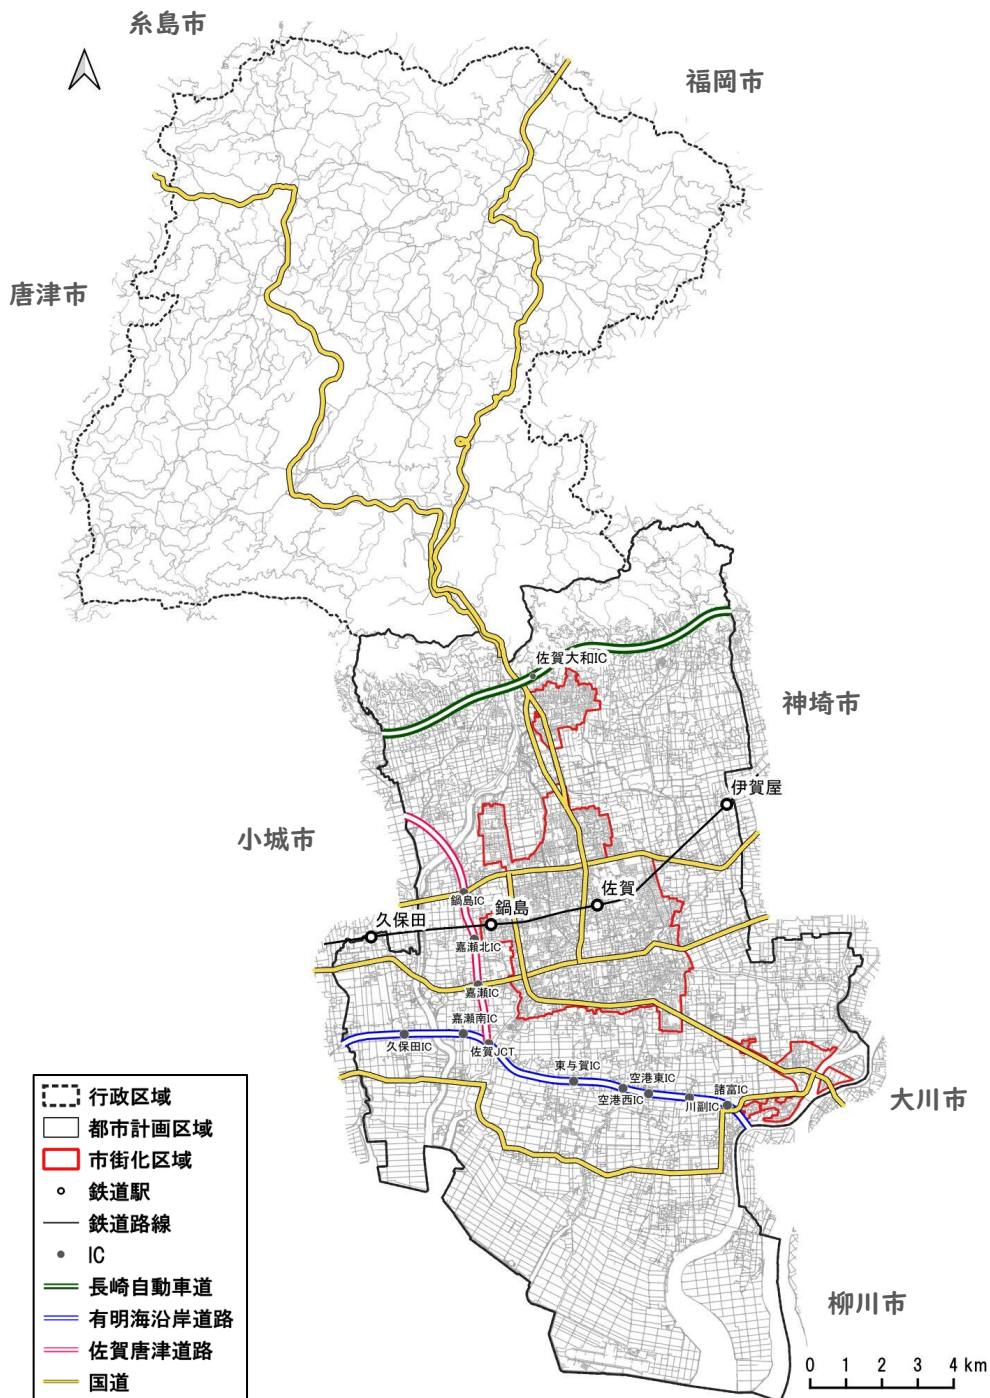 糸島市
福岡市
唐津市
佐賀大和IC
神埼市
伊賀屋
小城市
佐賀
鍋島IC
鍋島
久保田
嘉瀬北IC
嘉瀬IC
嘉瀬南IC
久保田IC
佐賀JCT
東与賀IC
空港東IC
空港西IC
川副IC
諸富IC
大川市
柳川市
行政区域
都市計画区域
市街化区域
鉄道駅
鉄道路線
IC
長崎自動車道
有明海沿岸道路
佐賀唐津道路
国道
0 1 2 3 4 km